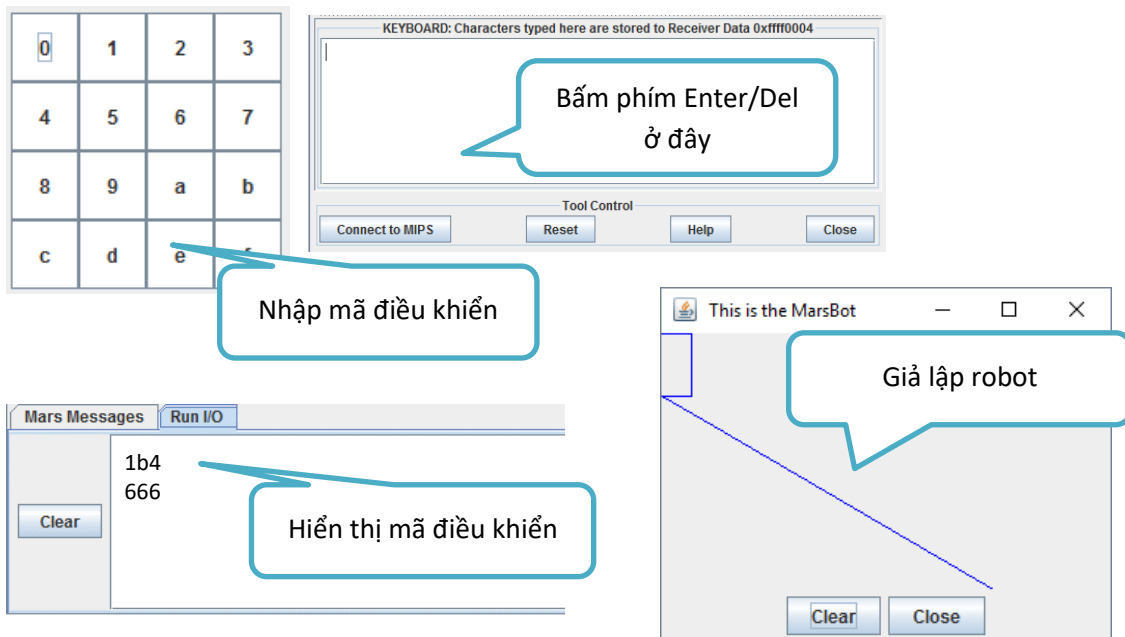 0 1 2 3
4 5 6 7
8 9 a b
c d e
KEYBOARD: Characters typed here are stored to Receiver Data 0xffff0004
Bấm phím Enter/Del
ở đây
Tool Control
Connect to MIPS Reset Help Close
Nhập mã điều khiển
This is the MarsBot
Giả lập robot
Clear Close
Mars Messages Run I/O
1b4
666
Clear
Hiển thị mã điều khiển